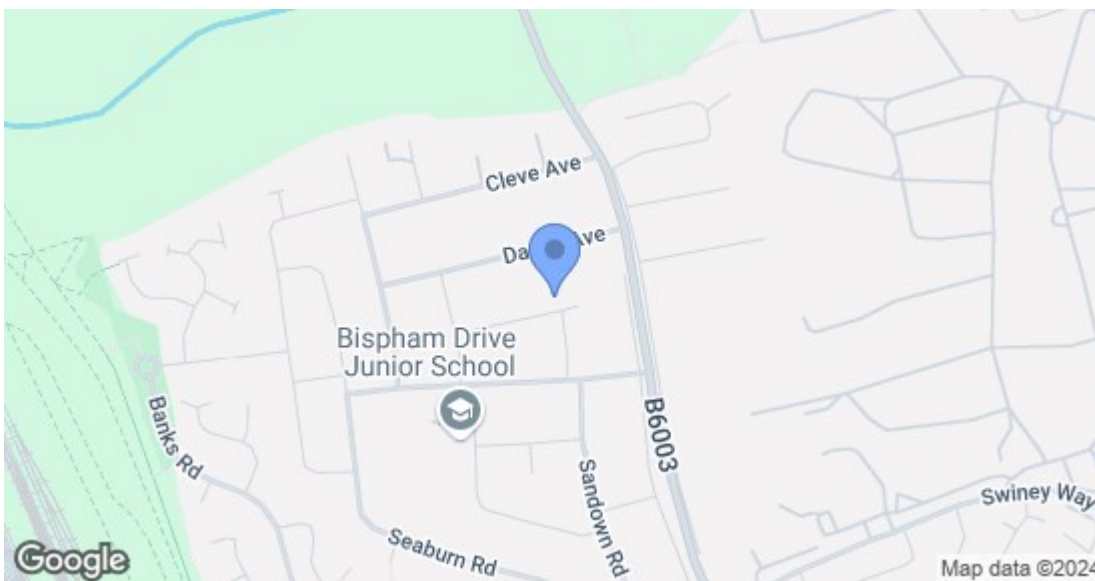 Cleve Ave
Ave
Bispham Drive
Junior School
Banks Rd
B6003
Sandown Rd
Swiney Way
Seaburn Rd
Google
Map data ©2024